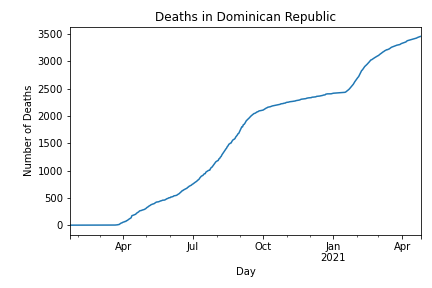 Deaths in Dominican Republic
3500
3000
2500
2000
1500
1000
500
0
Number of Deaths
Apr
Jul
Oct
Jan
2021
Apr
Day